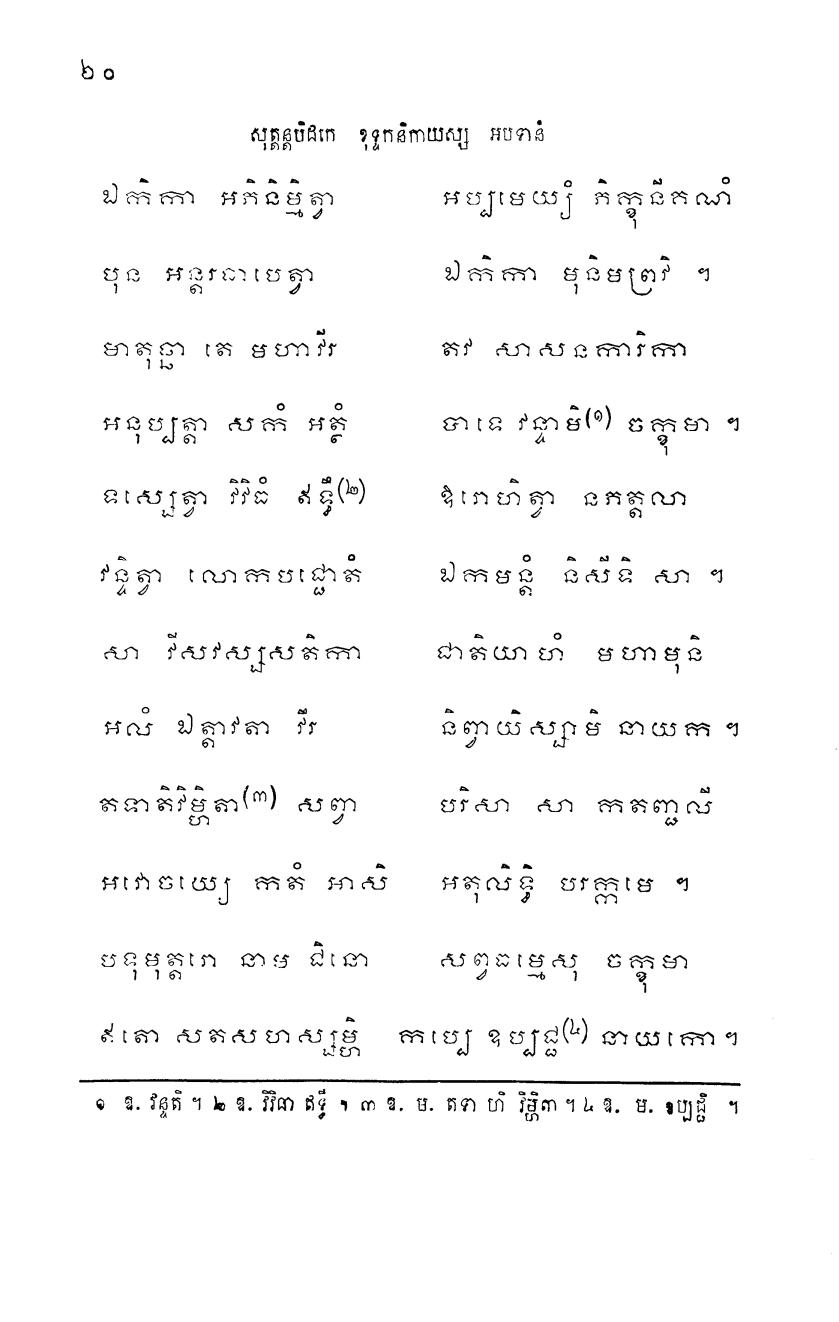 ២០
សុត្តន្តបិដកេ ខុទ្ទកនិកាយស្ស អបទានំ
ឯកិកា អភិនិម្មិត្វា អប្បមេយ្យំ ភិក្ខុនីគណំ
បុន អន្តរធាបេត្វា ឯកិកា មុនិមព្រវិ ។
មាតុច្ឆា តេ មហាវីរ តវ សាសនការិកា
អនុប្បត្តា សកំ អត្ថំ បាទេ វន្ទាមិ(១) ចក្ខុមា ។
ទស្សេត្វា វិវិធំ ឥទ្ធឹ(២) ឱរោហិត្វា នភត្តលា
វន្ទិត្វា លោកបជ្ជោតំ ឯកមន្តំ និសីទិ សា ។
សា វីសវស្សសតិកា ជាតិយាហំ មហាមុនិ
អលំ ឯត្តាវតា វីរ និព្វាយិស្សាមិ នាយក ។
តទាតិវិម្ហិតា(៣) សព្វា បរិសា សា កតញ្ជលី
អវោចយ្យេ កតំ អាសិ អតុលិទ្ធិ បរក្កមេ ។
បទុមុត្តរោ នាម ជិនោ សព្វធម្មេសុ ចក្ខុមា
ឥតោ សតសហស្សម្ហិ កប្បេ ឧប្បជ្ជ(៤) នាយកោ ។
១ ឱ. វន្ទតិ ។ ២ ឱ. វិវិធា ឥទ្ធី ។ ៣ ឱ. ម. តទា ហិ វិម្ហិតា ។ ៤ ឱ. ម. ឧប្បជ្ជិ ។